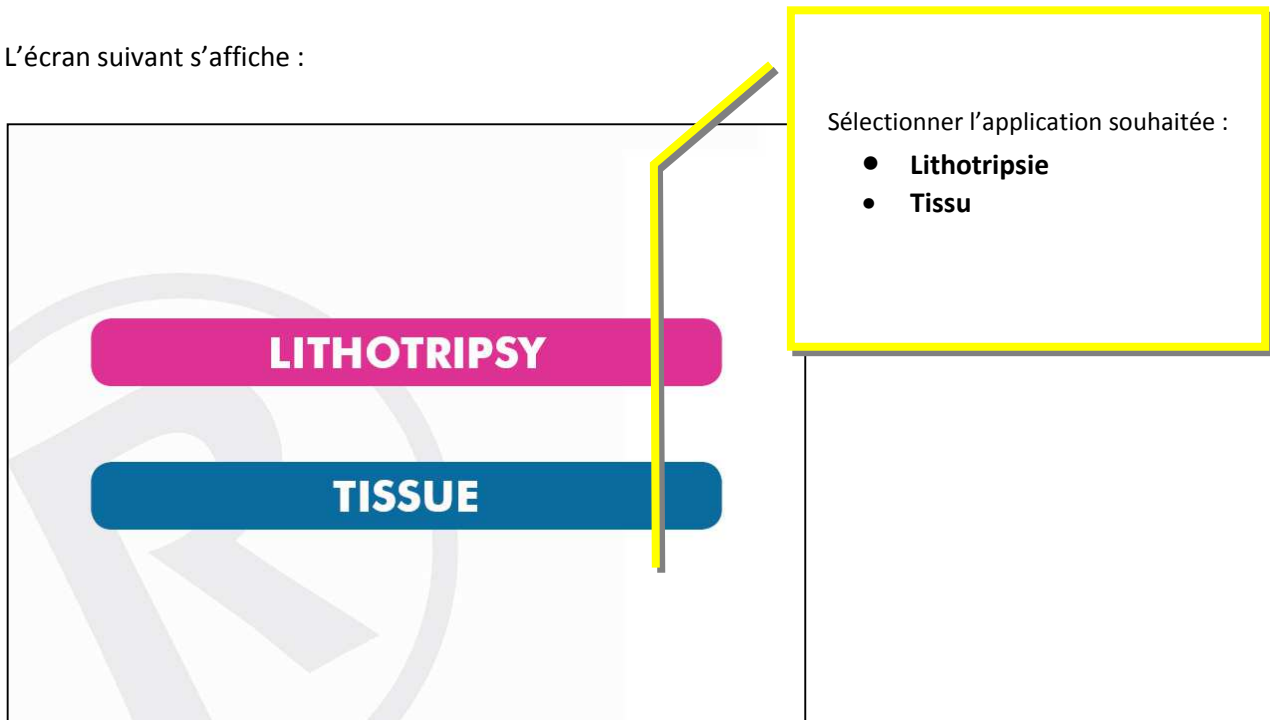 L’écran suivant s’affiche :
Sélectionner l’application souhaitée :
• Lithotripsie
• Tissu
LITHOTRIPSY
TISSUE